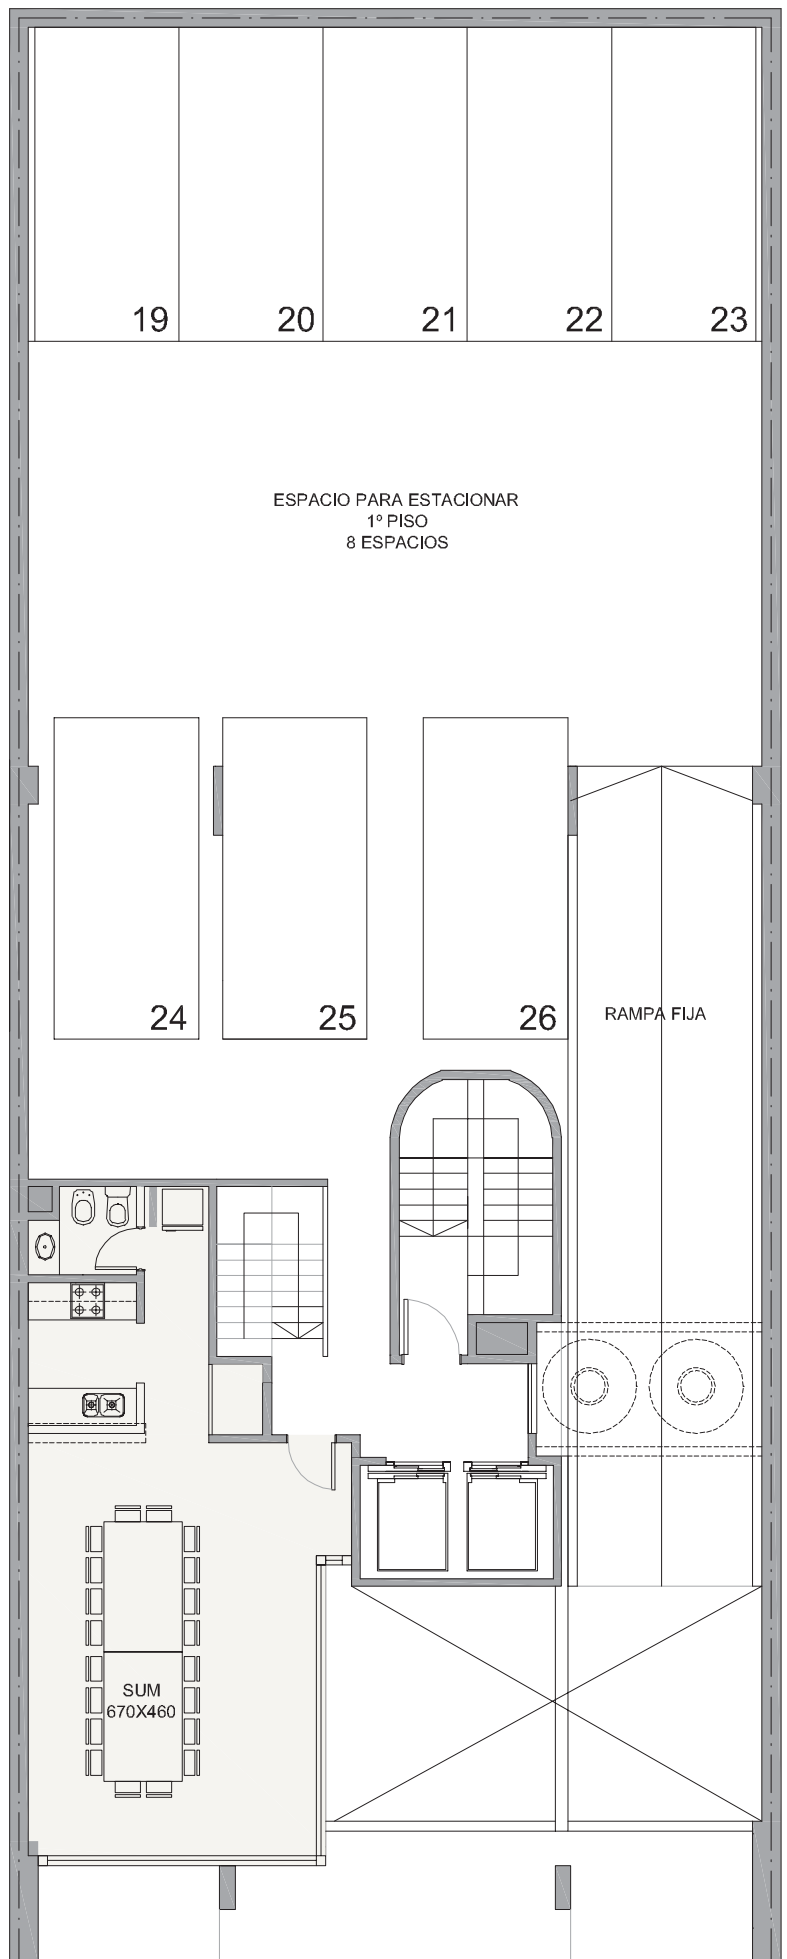 19
20
21
22
23
ESPACIO PARA ESTACIONAR
1º PISO
8 ESPACIOS
24
25
26
RAMPA FIJA
SUM
670X460